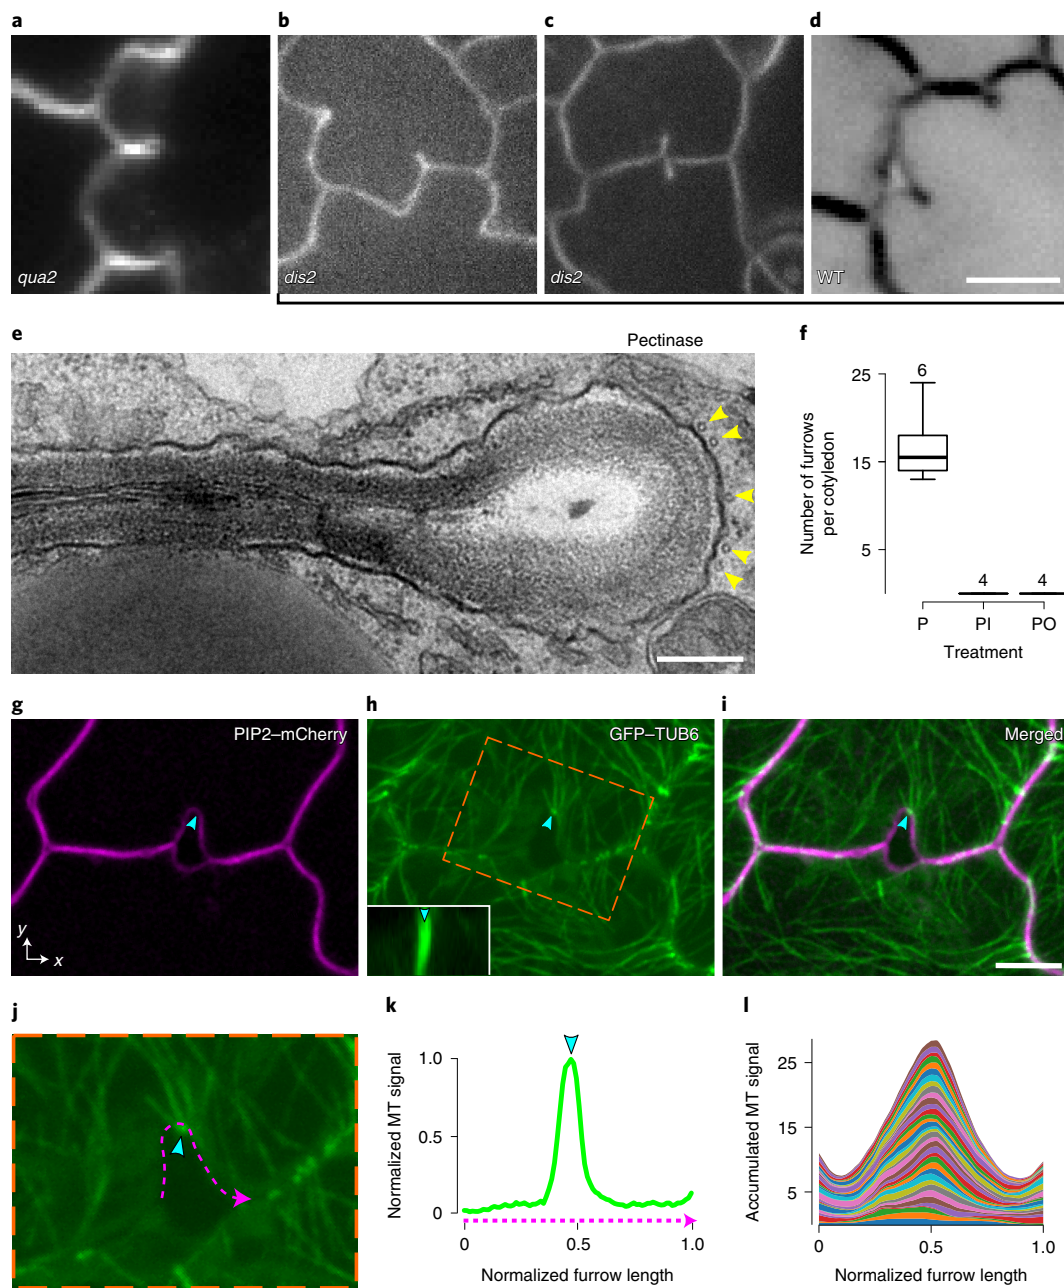 a
b
c
d
qua2
dis2
dis2
WT
e
Pectinase
f
25
15
5
Number of furrows
per cotyledon
6
4
4
P PI PO
Treatment
g
PIP2–mCherry
y
x
h
GFP–TUB6
i
Merged
j
k
1.0
0.5
0
Normalized MT signal
0 0.5 1.0
Normalized furrow length
l
25
15
5
Accumulated MT signal
0 0.5 1.0
Normalized furrow length